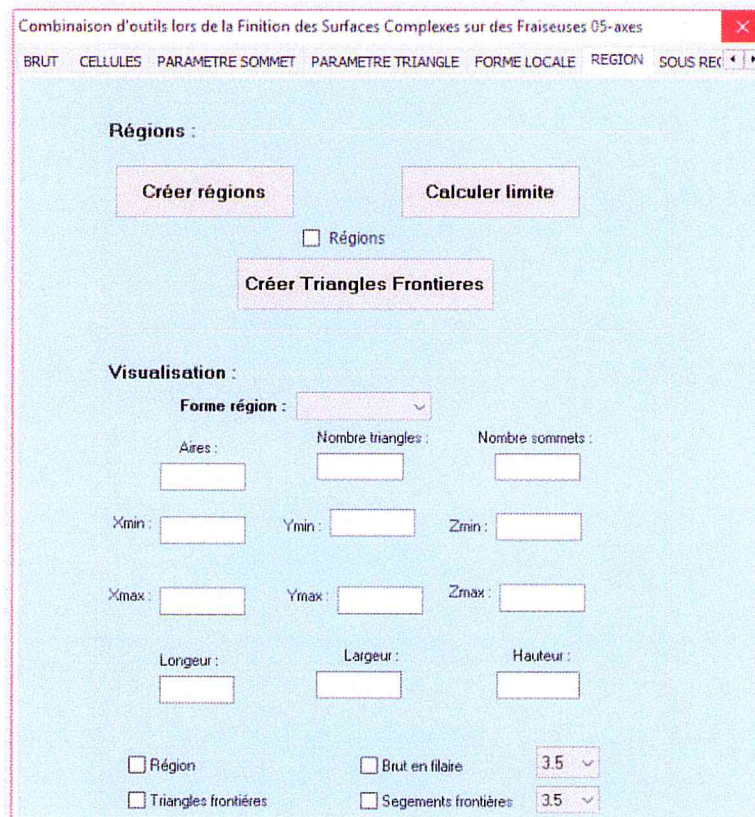 Combinaison d'outils lors de la Finition des Surfaces Complexes sur des Fraiseuses 05-axes
BRUT CELLULES PARAMETRE SOMMET PARAMETRE TRIANGLE FORME LOCALE REGION SOUS REG
Régions :
Créer régions Calculer limite
Régions
Créer Triangles Frontieres
Visualisation :
Forme région :
Aires : Nombre triangles : Nombre sommets :
Xmin : Ymin : Zmin :
Xmax : Ymax : Zmax :
Longeur : Largeur : Hauteur :
Région Brut en filaire 3.5
Triangles frontiéres Segements frontières 3.5